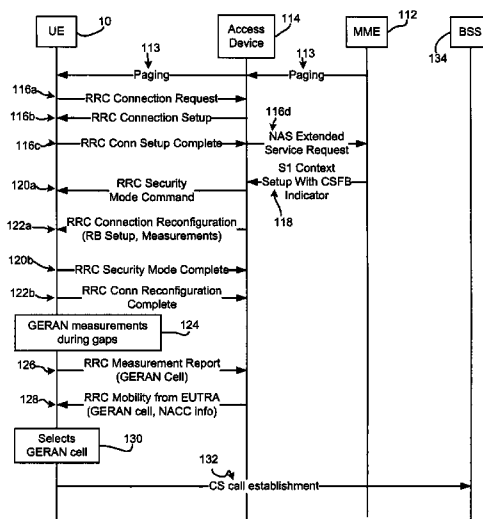 UE
10
Access
Device
114
MME
112
BSS
134
113
Paging
113
Paging
116a
RRC Connection Request
116b
RRC Connection Setup
116c
RRC Conn Setup Complete
116d
NAS Extended
Service Request
120a
RRC Security
Mode Command
S1 Context
Setup With CSFB
Indicator
118
122a
RRC Connection Reconfiguration
(RB Setup, Measurements)
120b
RRC Security Mode Complete
122b
RRC Conn Reconfiguration
Complete
GERAN measurements
during gaps
124
126
RRC Measurement Report
(GERAN Cell)
128
RRC Mobility from EUTRA
(GERAN cell, NACC info)
Selects
GERAN cell
130
132
CS call establishment